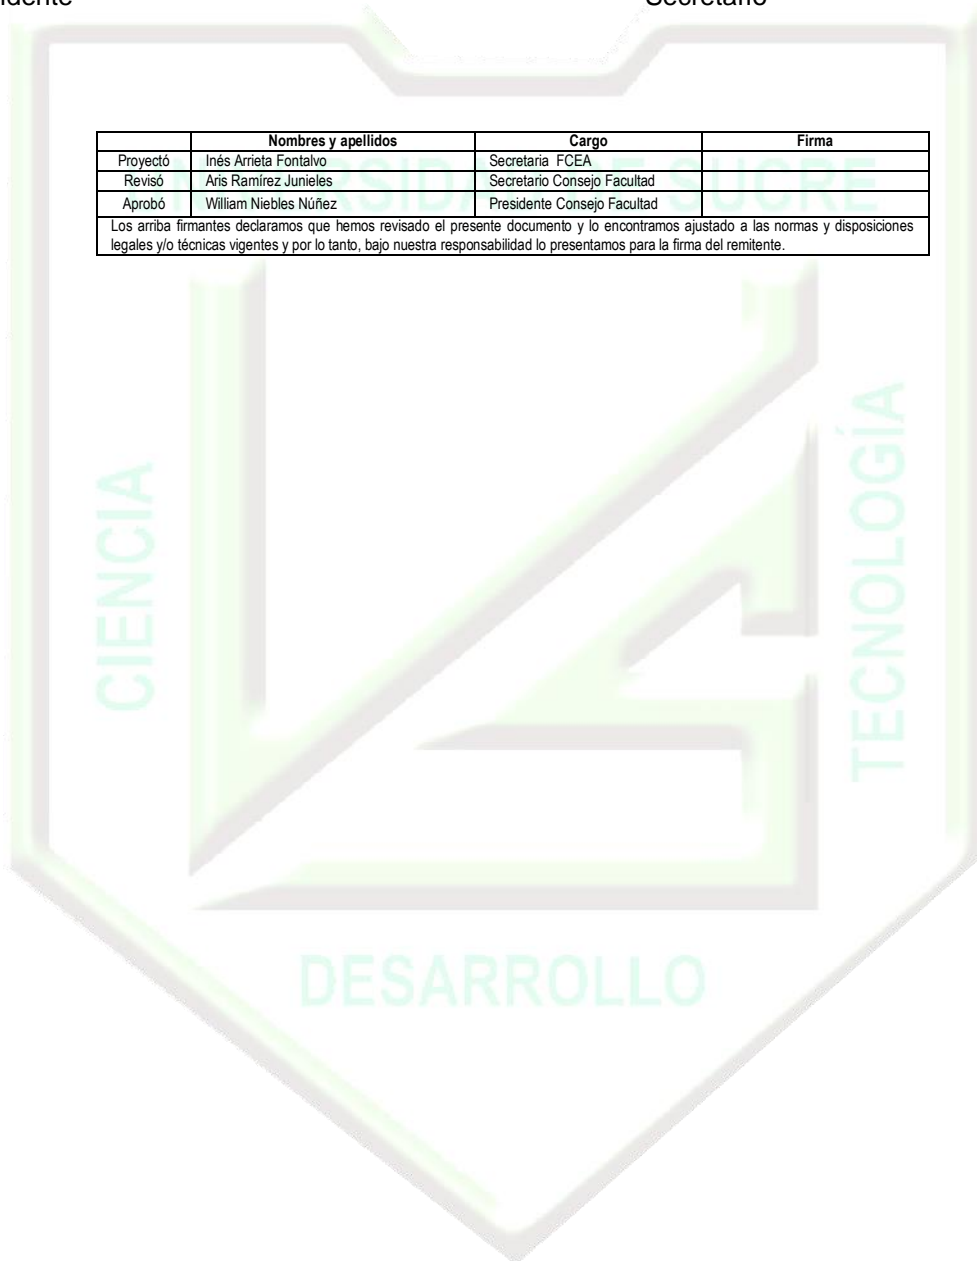 Secretario
Nombres y apellidos Cargo Firma
Proyectó Inés Arrieta Fontalvo Secretaria FCEA
Revisó Aris Ramírez Junieles Secretario Consejo Facultad
Aprobó William Niebles Núñez Presidente Consejo Facultad
Los arriba firmantes declaramos que hemos revisado el presente documento y lo encontramos ajustado a las normas y disposiciones
legales y/o técnicas vigentes y por lo tanto, bajo nuestra responsabilidad lo presentamos para la firma del remitente.
CIENCIA
TECNOLOGÍA
DESARROLLO